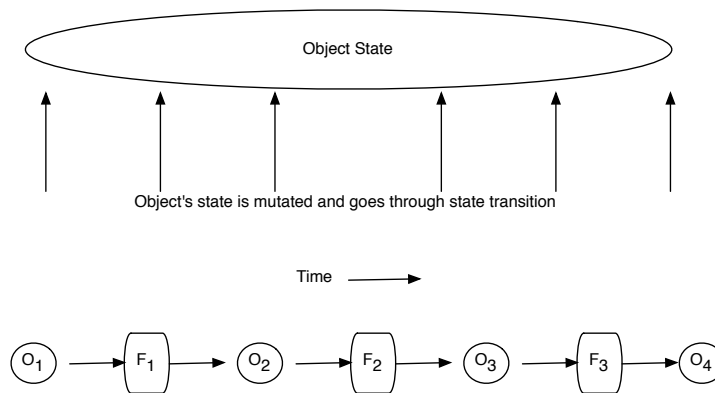 Object State
Object's state is mutated and goes through state transition
Time
O1 F1 O2 F2 O3 F3 O4